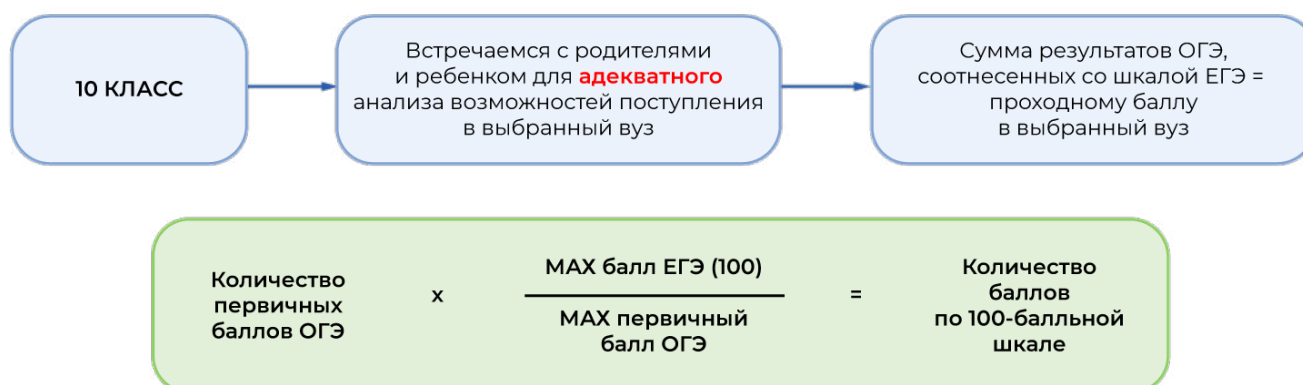 10 КЛАСС
Встречаемся с родителями
и ребенком для адекватного
анализа возможностей поступления
в выбранный вуз
Сумма результатов ОГЭ,
соотнесенных со шкалой ЕГЭ =
проходному баллу
в выбранный вуз
Количество
первичных
баллов ОГЭ
x
MAX балл ЕГЭ (100)
MAX первичный
балл ОГЭ
=
Количество
баллов
по 100-балльной
шкале